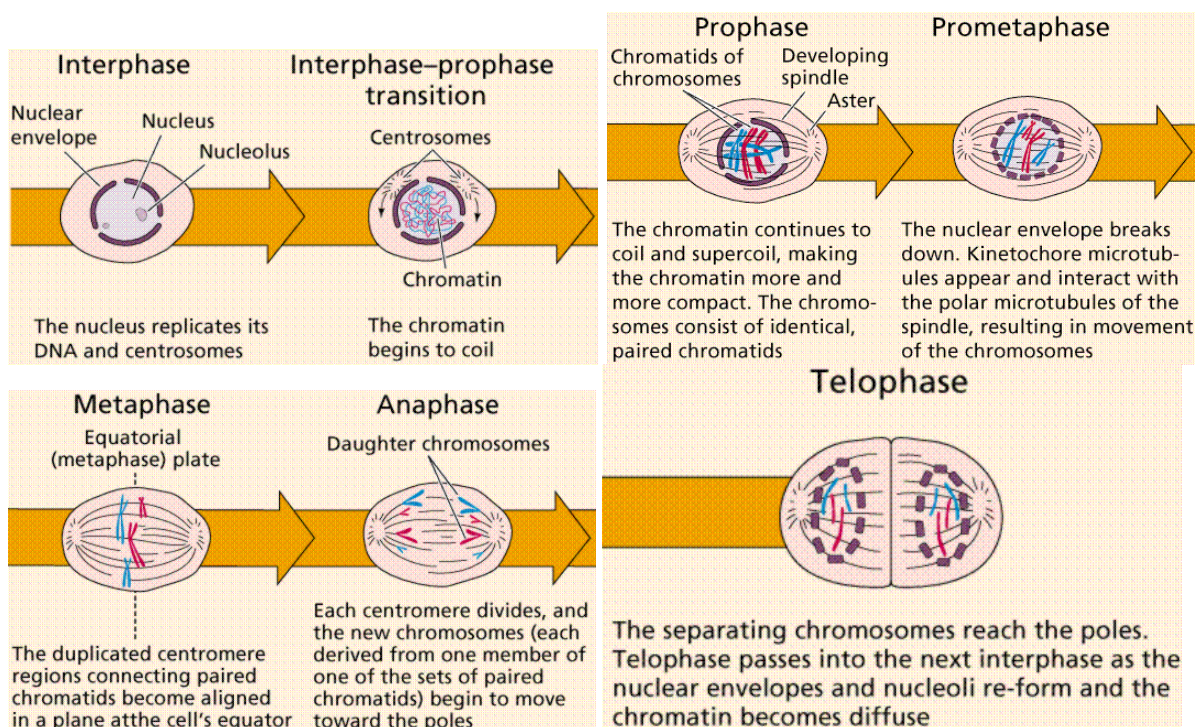 Interphase
Interphase–prophase
transition
Nuclear
envelope
Nucleus
Nucleolus
Centrosomes
Chromatin
The nucleus replicates its
DNA and centrosomes
The chromatin
begins to coil
Prophase
Prometaphase
Chromatids of
chromosomes
Developing
spindle
Aster
The chromatin continues to
coil and supercoil, making
the chromatin more and
more compact. The chromo-
somes consist of identical,
paired chromatids
The nuclear envelope breaks
down. Kinetochore microtub-
ules appear and interact with
the polar microtubules of the
spindle, resulting in movement
of the chromosomes
Metaphase
Anaphase
Equatorial
(metaphase) plate
Daughter chromosomes
The duplicated centromere
regions connecting paired
chromatids become aligned
in a plane atthe cell's equator
Each centromere divides, and
the new chromosomes (each
derived from one member of
one of the sets of paired
chromatids) begin to move
toward the poles
Telophase
The separating chromosomes reach the poles.
Telophase passes into the next interphase as the
nuclear envelopes and nucleoli re-form and the
chromatin becomes diffuse